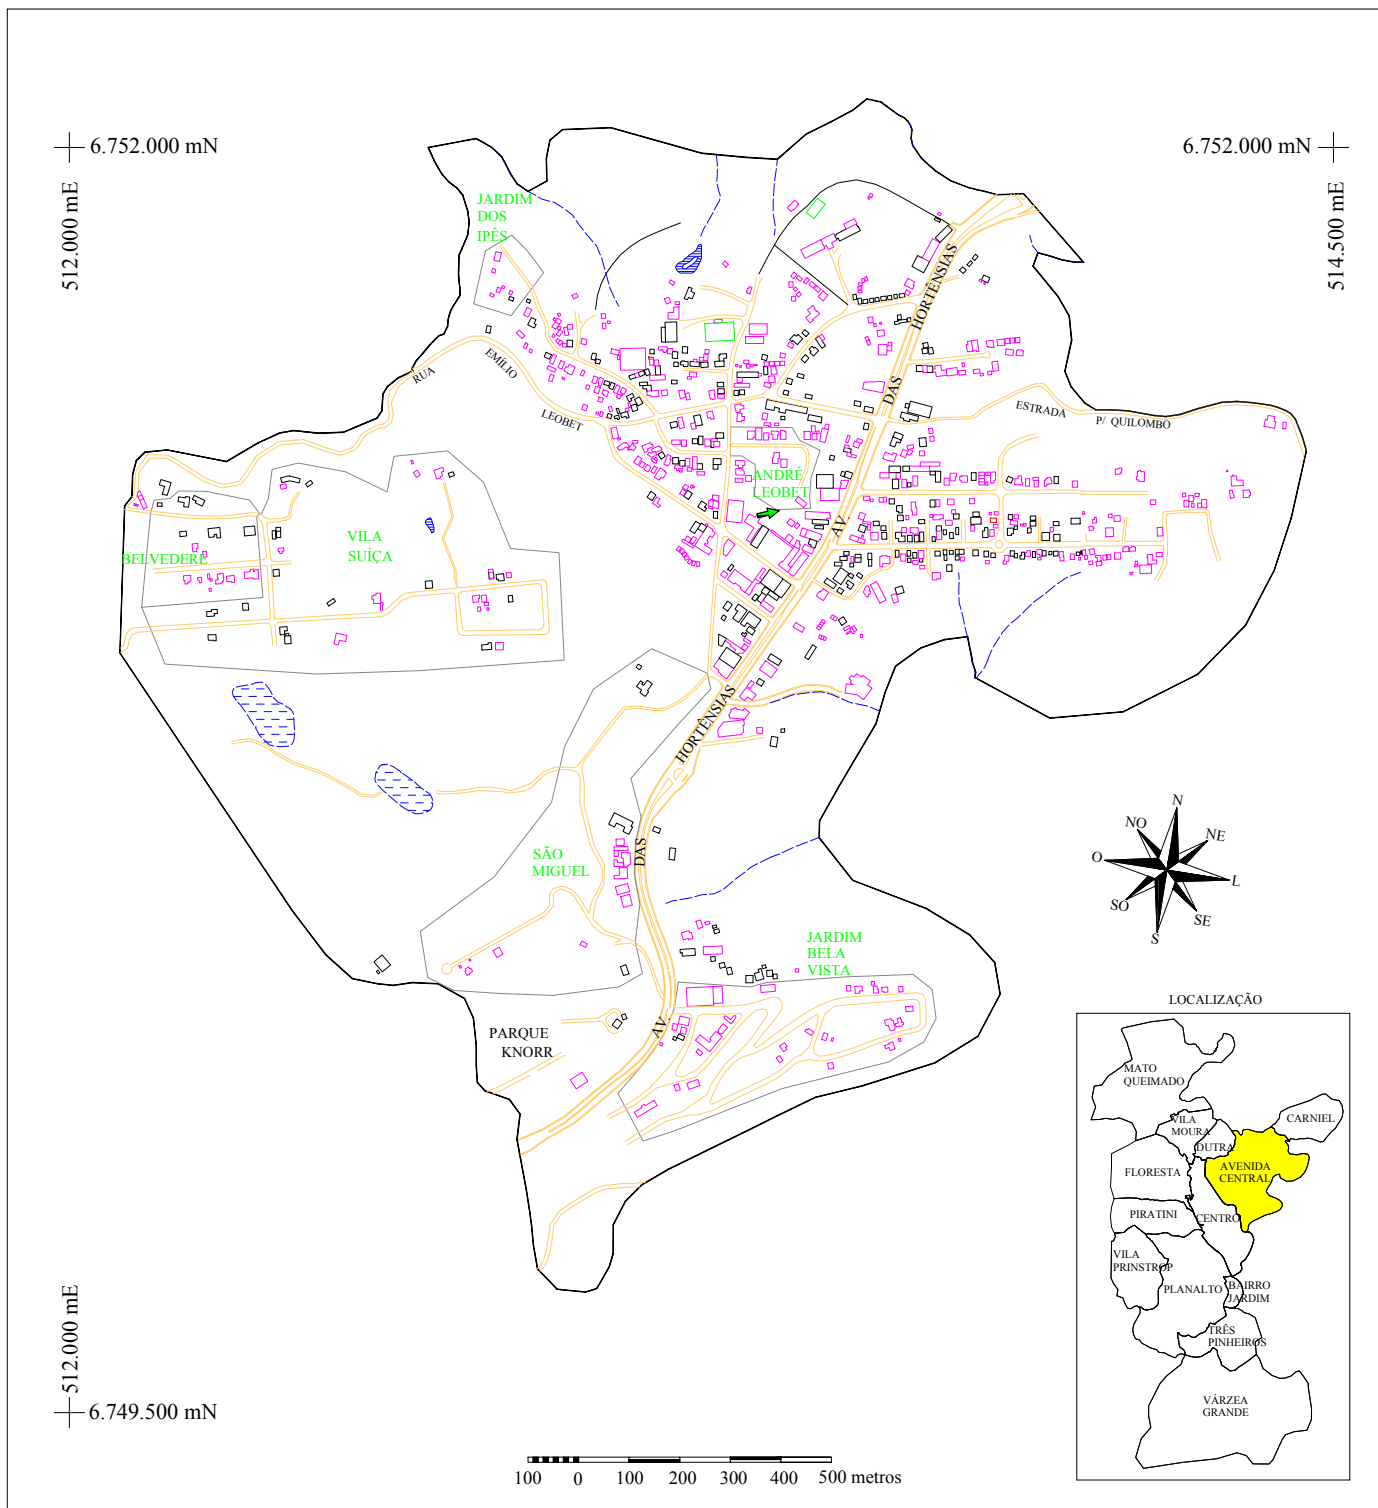 6.752.000 mN
6.752.000 mN
512.000 mE
514.500 mE
JARDIM
DOS
IPÊS
HORTÊNSIAS
DAS
AV.
RUA
EMÍLIO
LEOBET
ESTRADA
P/ QUILOMBO
ANDRÉ
LEOBET
VILA
SUÍÇA
BELVEDERE
HORTÊNSIAS
DAS
AV.
SÃO
MIGUEL
JARDIM
BELA
VISTA
PARQUE
KNORR
N
NE
L
SE
S
SO
O
NO
LOCALIZAÇÃO
MATO
QUEIMADO
VILA
MOURA
DUTRA
CARNIEL
AVENIDA
CENTRAL
FLORESTA
PIRATINI
CENTRO
VILA
PRINSTROP
PLANALTO
BAIRRO
JARDIM
TRÊS
PINHEIROS
VÁRZEA
GRANDE
512.000 mE
6.749.500 mN
100 0 100 200 300 400 500 metros